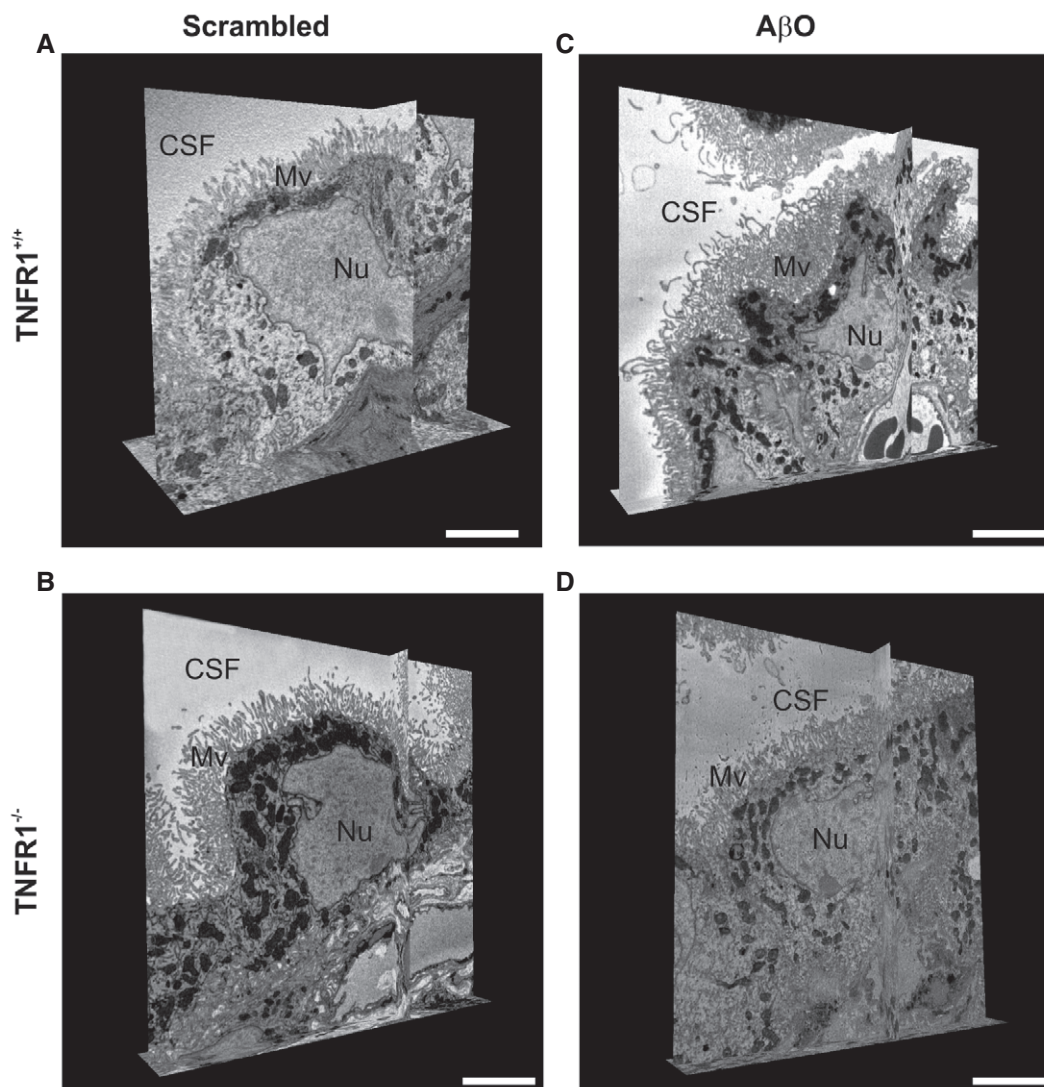 Scrambled
AβO
A
C
TNFR1+/+
CSF
Mv
Nu
CSF
Mv
Nu
B
D
TNFR1-/-
CSF
Mv
Nu
CSF
Mv
Nu